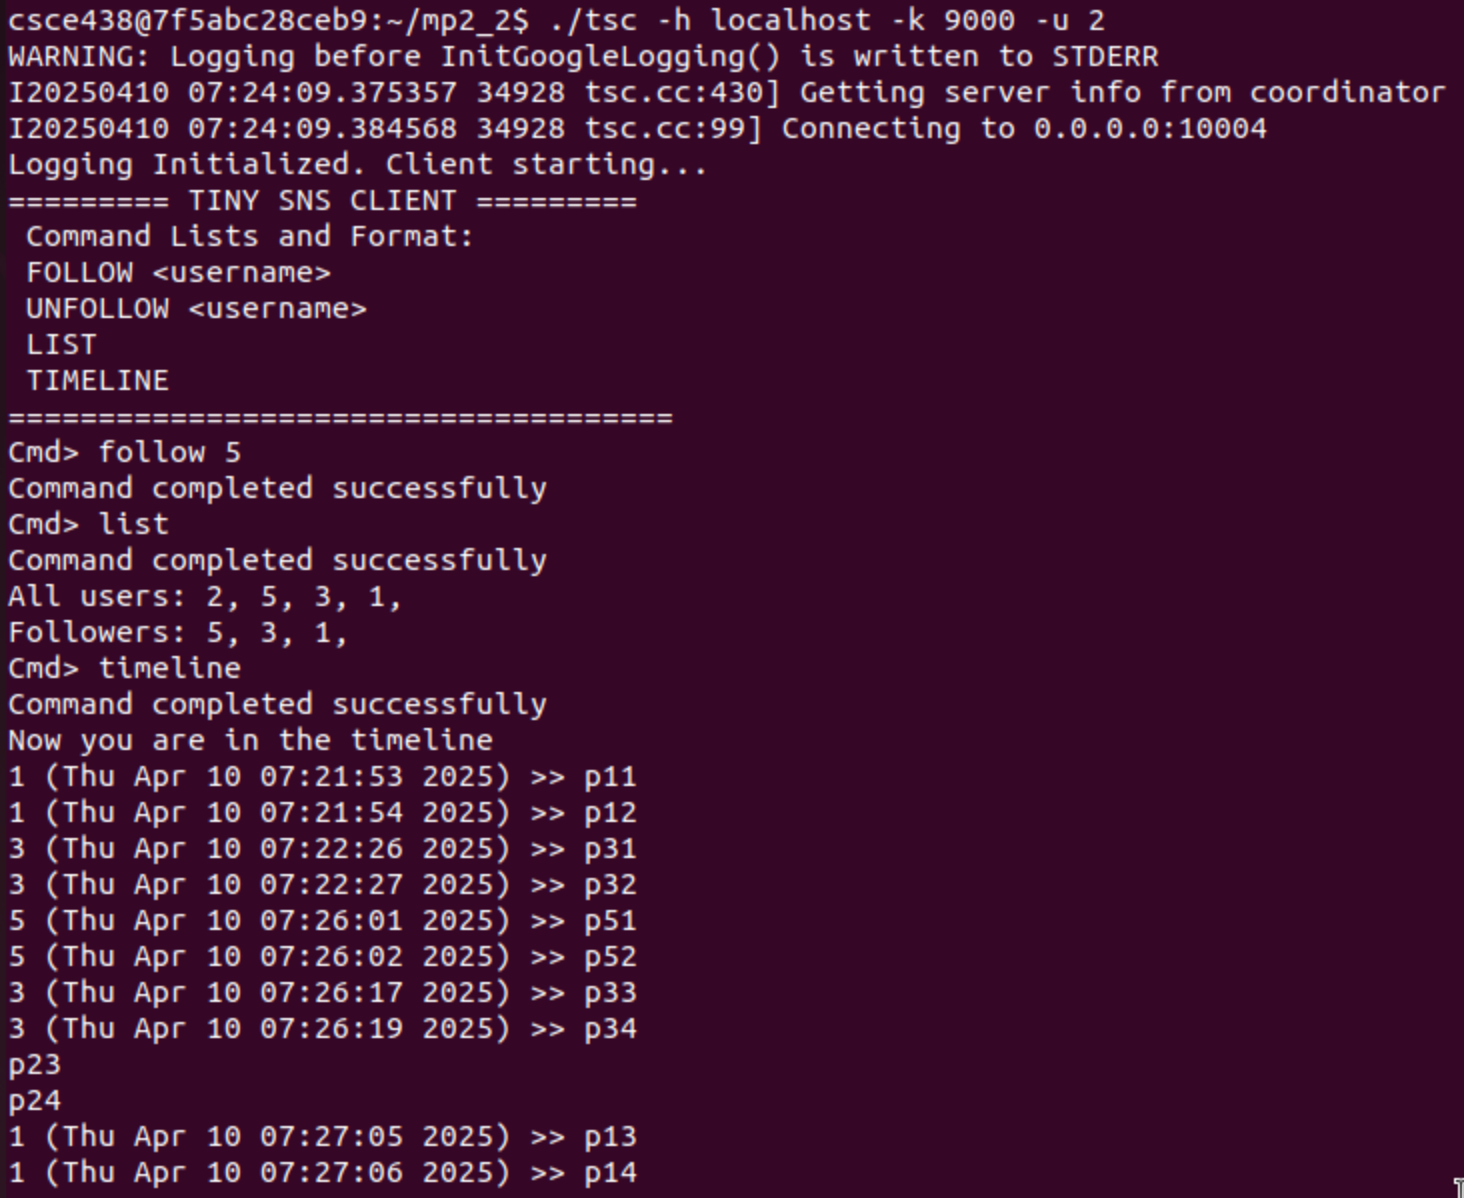 csce438@7f5abc28ceb9:~/mp2_2$ ./tsc -h localhost -k 9000 -u 2
WARNING: Logging before InitGoogleLogging() is written to STDERR
I20250410 07:24:09.375357 34928 tsc.cc:430] Getting server info from coordinator
I20250410 07:24:09.384568 34928 tsc.cc:99] Connecting to 0.0.0.0:10004
Logging Initialized. Client starting...
========= TINY SNS CLIENT =========
 Command Lists and Format:
 FOLLOW <username>
 UNFOLLOW <username>
 LIST
 TIMELINE
=====================================
Cmd> follow 5
Command completed successfully
Cmd> list
Command completed successfully
All users: 2, 5, 3, 1,
Followers: 5, 3, 1,
Cmd> timeline
Command completed successfully
Now you are in the timeline
1 (Thu Apr 10 07:21:53 2025) >> p11
1 (Thu Apr 10 07:21:54 2025) >> p12
3 (Thu Apr 10 07:22:26 2025) >> p31
3 (Thu Apr 10 07:22:27 2025) >> p32
5 (Thu Apr 10 07:26:01 2025) >> p51
5 (Thu Apr 10 07:26:02 2025) >> p52
3 (Thu Apr 10 07:26:17 2025) >> p33
3 (Thu Apr 10 07:26:19 2025) >> p34
p23
p24
1 (Thu Apr 10 07:27:05 2025) >> p13
1 (Thu Apr 10 07:27:06 2025) >> p14